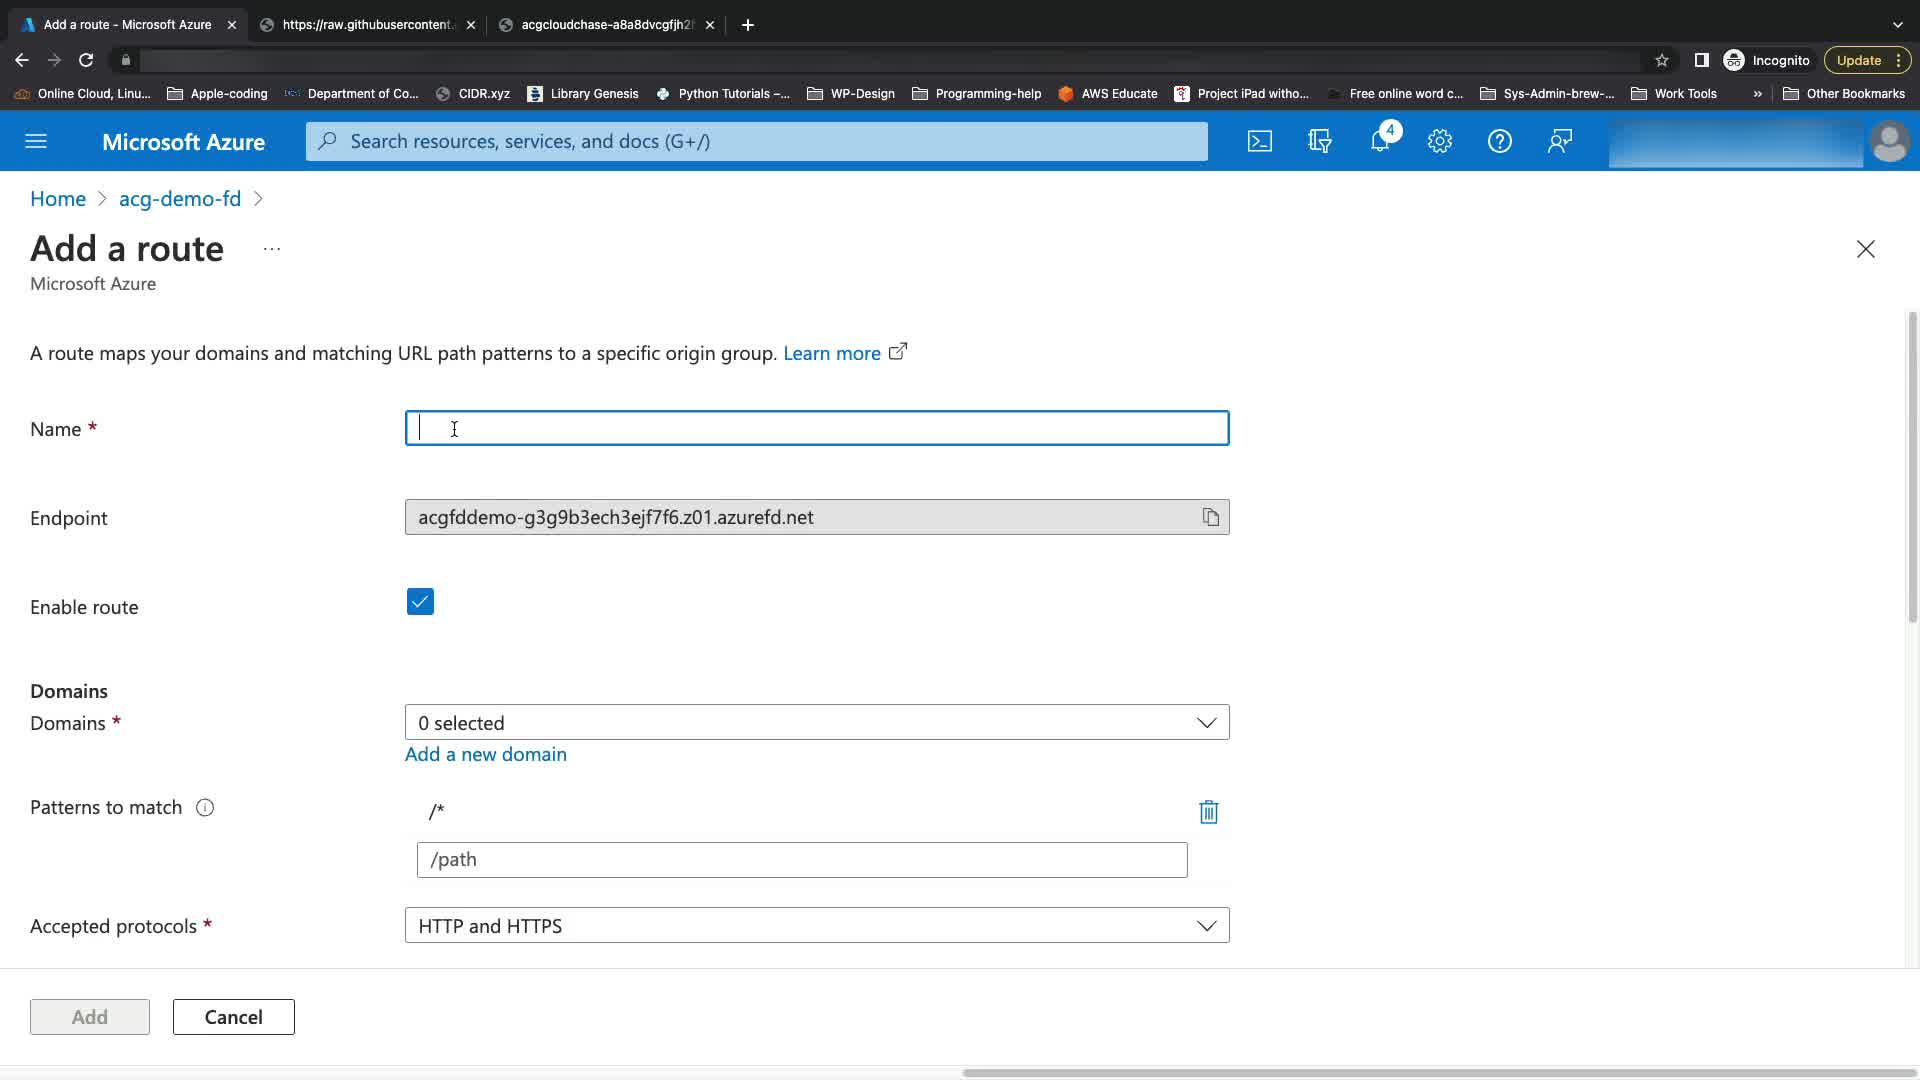 Add a route - Microsoft Azure
https://raw.githubusercontent.
acgcloudchase-a8a8dvcgfjh2
Incognito
Update
Online Cloud, Linu...
Apple-coding
Department of Co...
CIDR.xyz
Library Genesis
Python Tutorials –...
WP-Design
Programming-help
AWS Educate
Project iPad witho...
Free online word c...
Sys-Admin-brew-...
Work Tools
»
Other Bookmarks
Microsoft Azure
Search resources, services, and docs (G+/)
4
Home > acg-demo-fd >
Add a route ...
Microsoft Azure
A route maps your domains and matching URL path patterns to a specific origin group. Learn more
Name *
Endpoint
acgfddemo-g3g9b3ech3ejf7f6.z01.azurefd.net
Enable route
Domains
Domains *
0 selected
Add a new domain
Patterns to match
/*
/path
Accepted protocols *
HTTP and HTTPS
Add
Cancel